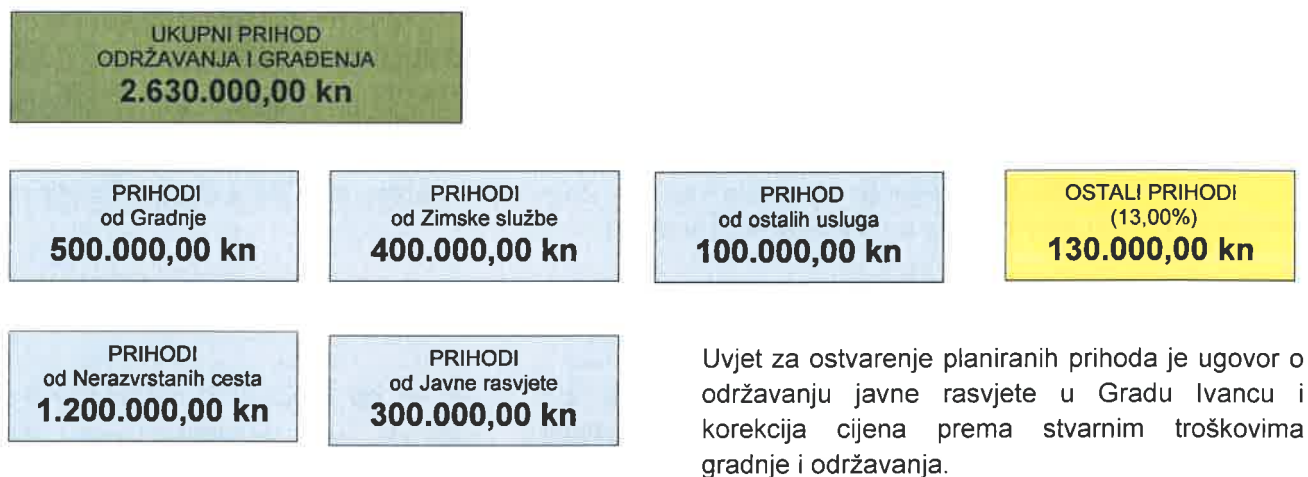 UKUPNI PRIHOD
ODRŽAVANJA I GRAĐENJA
2.630.000,00 kn
PRIHODI
od Gradnje
500.000,00 kn
PRIHODI
od Zimske službe
400.000,00 kn
PRIHOD
od ostalih usluga
100.000,00 kn
OSTALI PRIHODI
(13,00%)
130.000,00 kn
PRIHODI
od Nerazvrstanih cesta
1.200.000,00 kn
PRIHODI
od Javne rasvjete
300.000,00 kn
Uvjet za ostvarenje planiranih prihoda je ugovor o
održavanju javne rasvjete u Gradu Ivancu i
korekcija cijena prema stvarnim troškovima
gradnje i održavanja.